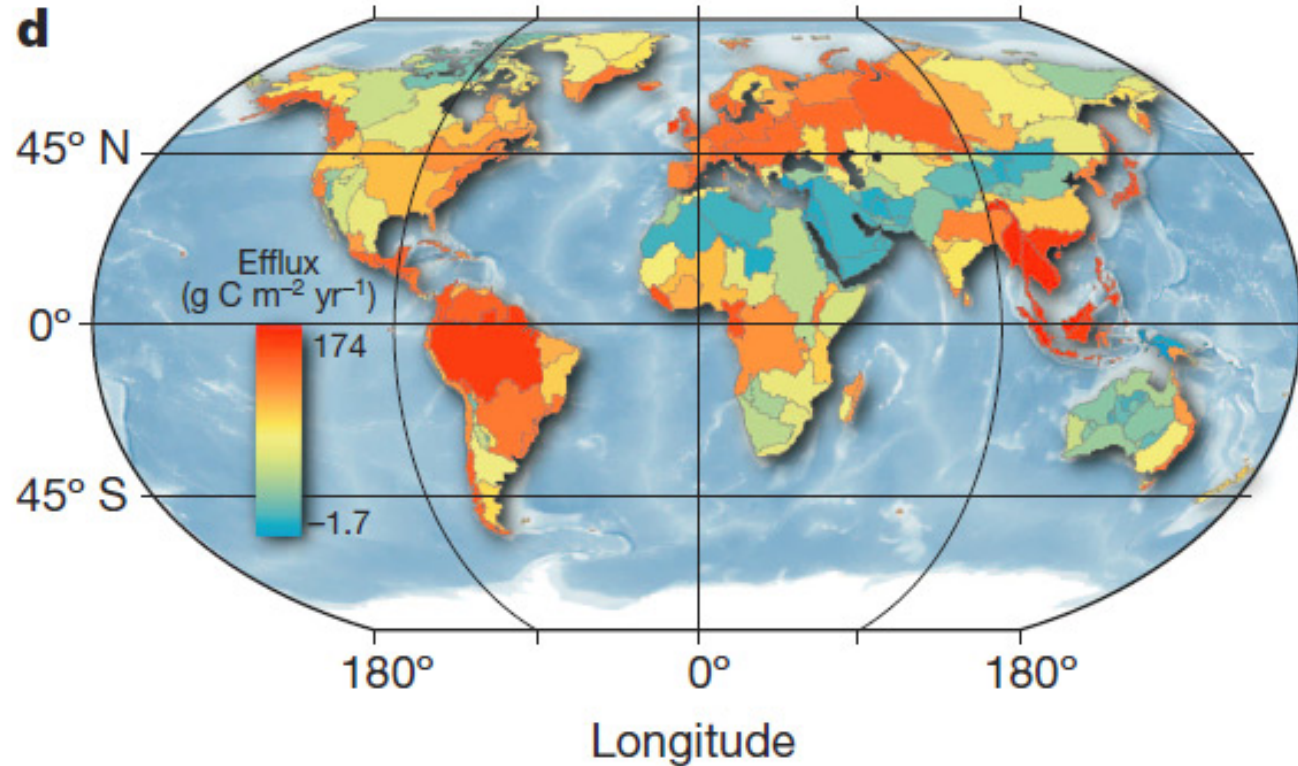 d
45° N
Efflux
(g C m⁻² yr⁻¹)
0°
174
45° S
–1.7
180°
0°
180°
Longitude